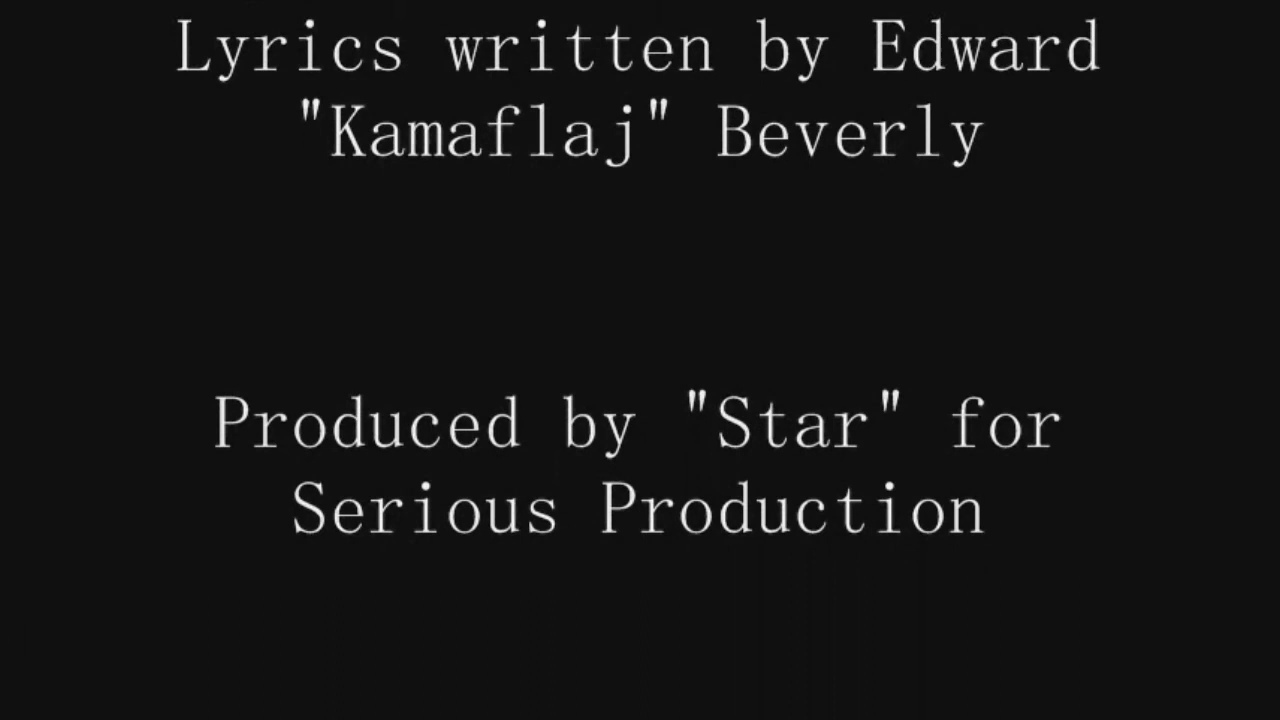 Lyrics written by Edward
"Kamaflaj" Beverly
Produced by "Star" for
Serious Production